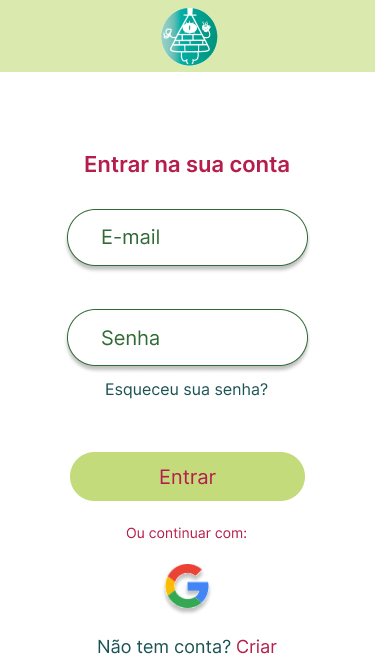 Entrar na sua conta
E-mail
Senha
Esqueceu sua senha?
Entrar
Ou continuar com:
Não tem conta? Criar